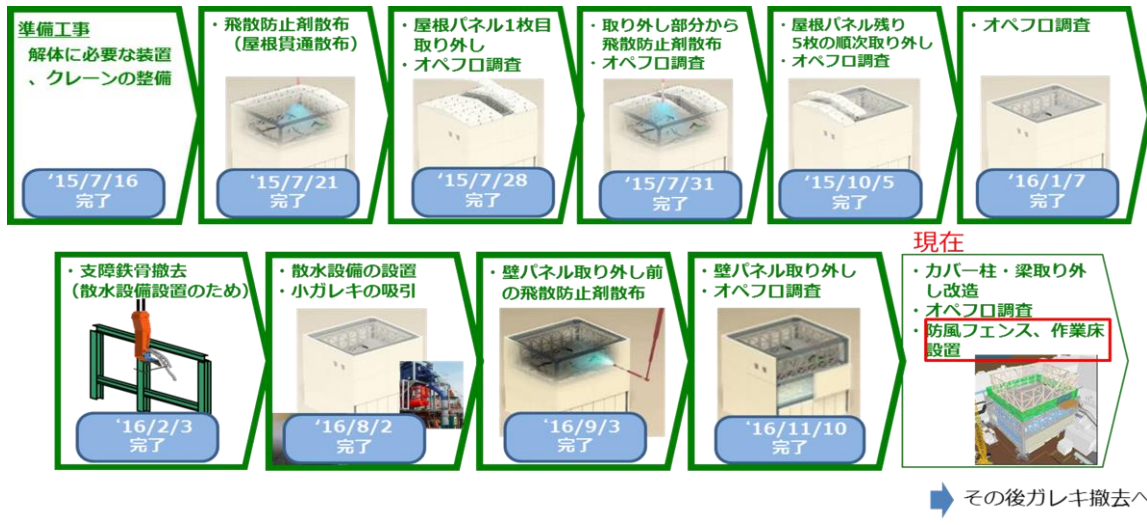 準備工事
解体に必要な装置
、クレーンの整備
‘15/7/16
完了
・飛散防止剤散布
（屋根貫通散布）
‘15/7/21
完了
・屋根パネル1枚目
取り外し
・オペフロ調査
‘15/7/28
完了
・取り外し部分から
飛散防止剤散布
・オペフロ調査
‘15/7/31
完了
・屋根パネル残り
5枚の順次取り外し
・オペフロ調査
‘15/10/5
完了
・オペフロ調査
‘16/1/7
完了
・支障鉄骨撤去
（散水設備設置のため）
‘16/2/3
完了
・散水設備の設置
・小ガレキの吸引
‘16/8/2
完了
・壁パネル取り外し前
の飛散防止剤散布
‘16/9/3
完了
・壁パネル取り外し
・オペフロ調査
‘16/11/10
完了
現在
・カバー柱・梁取り外
し改造
・オペフロ調査
・防風フェンス、作業床
設置
その後ガレキ撤去へ